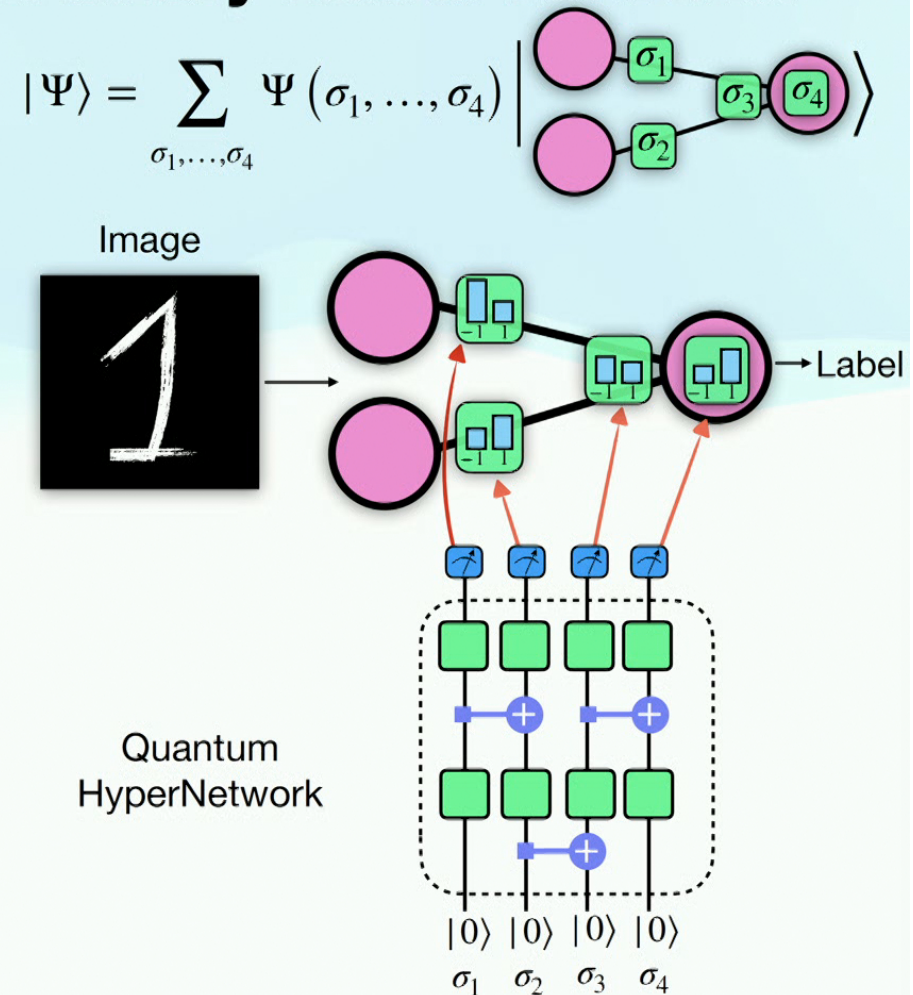 |Ψ⟩ = ∑ Ψ (σ₁, …, σ₄) | σ₁ σ₂ σ₃ σ₄ ⟩
σ₁,…,σ₄
Image
-1 1
-1 1
-1 1
-1 1
Label
Quantum
HyperNetwork
|0⟩ |0⟩ |0⟩ |0⟩
σ₁ σ₂ σ₃ σ₄